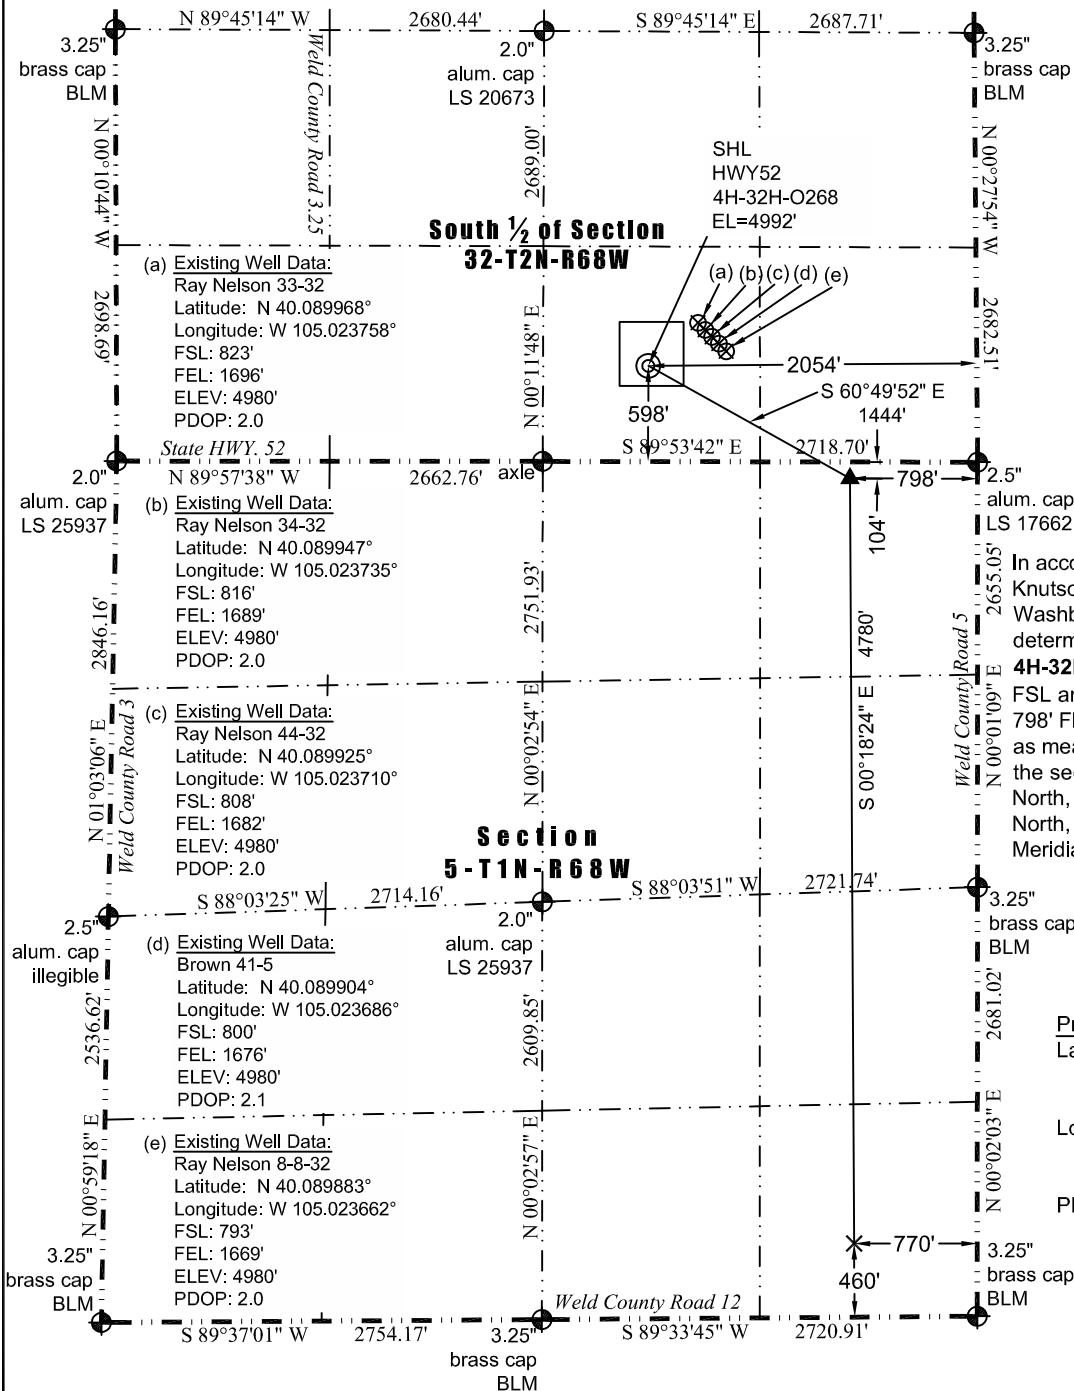 N 89°45'14" W
2680.44'
S 89°45'14" E
2687.71'
3.25"
brass cap
BLM
Weld County Road 3.25
2.0"
alum. cap
LS 20673
3.25"
brass cap
BLM
N 00°10'44" W
2698.69'
2689.00'
N 00°11'48" E
N 00°27'54" W
2682.51'
SHL
HWY52
4H-32H-O268
EL=4992'
South ½ of Section
32-T2N-R68W
(a) (b) (c) (d) (e)
(a) Existing Well Data:
Ray Nelson 33-32
Latitude: N 40.089968°
Longitude: W 105.023758°
FSL: 823'
FEL: 1696'
ELEV: 4980'
PDOP: 2.0
2054'
598'
S 60°49'52" E
1444'
State HWY. 52
N 89°57'38" W
2662.76'
axle
S 89°53'42" E
2718.70'
798'
104'
2.0"
alum. cap
LS 25937
2.5"
alum. cap
LS 17662
(b) Existing Well Data:
Ray Nelson 34-32
Latitude: N 40.089947°
Longitude: W 105.023735°
FSL: 816'
FEL: 1689'
ELEV: 4980'
PDOP: 2.0
2846.16'
N 01°03'06" E
Weld County Road 3
2751.93'
N 00°02'54" E
S 00°18'24" E 4780'
Weld County Road 5
2655.05'
N 00°01'09" E
In acco
Knutso
Washb
determ
4H-32
FSL ar
798' F
as mea
the se
North,
North,
Meridia
(c) Existing Well Data:
Ray Nelson 44-32
Latitude: N 40.089925°
Longitude: W 105.023710°
FSL: 808'
FEL: 1682'
ELEV: 4980'
PDOP: 2.0
Section
5-T1N-R68W
S 88°03'25" W
2714.16'
S 88°03'51" W
2721.74'
2.5"
alum. cap
illegible
2.0"
alum. cap
LS 25937
3.25"
brass cap
BLM
(d) Existing Well Data:
Brown 41-5
Latitude: N 40.089904°
Longitude: W 105.023686°
FSL: 800'
FEL: 1676'
ELEV: 4980'
PDOP: 2.1
2536.62'
N 00°59'18" E
2609.85'
N 00°02'57" E
2681.02'
N 00°02'03" E
La
Lo
(e) Existing Well Data:
Ray Nelson 8-8-32
Latitude: N 40.089883°
Longitude: W 105.023662°
FSL: 793'
FEL: 1669'
ELEV: 4980'
PDOP: 2.0
770'
460'
3.25"
brass cap
BLM
3.25"
brass cap
BLM
Weld County Road 12
S 89°37'01" W
2754.17'
3.25"
brass cap
BLM
S 89°33'45" W
2720.91'